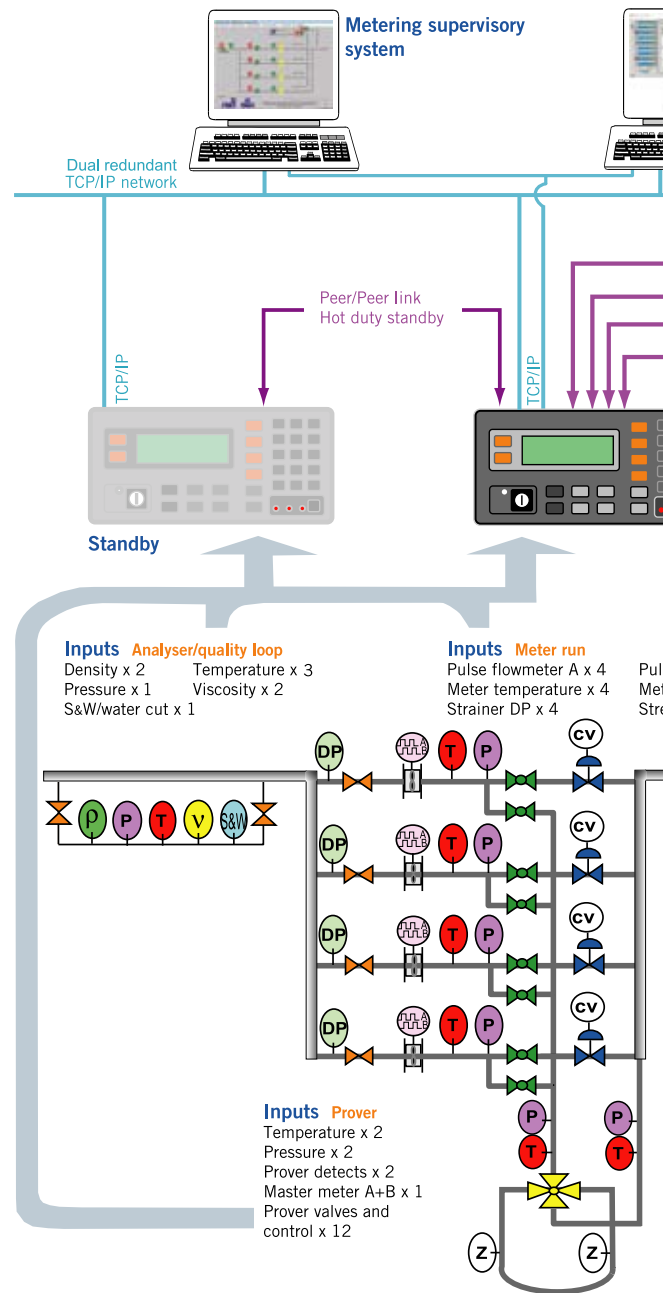 Metering supervisory
system
Dual redundant
TCP/IP network
Peer/Peer link
Hot duty standby
TCP/IP
TCP/IP
Standby
Inputs Analyser/quality loop
Density x 2 Temperature x 3
Pressure x 1 Viscosity x 2
S&W/water cut x 1
Inputs Meter run
Pulse flowmeter A x 4
Meter temperature x 4
Strainer DP x 4
Pul
Met
Stre
DP A B T P CV
ρ P T ν S&W
DP A B T P CV
DP A B T P CV
DP A B T P CV
Inputs Prover
Temperature x 2
Pressure x 2
Prover detects x 2
Master meter A+B x 1
Prover valves and
control x 12
P P
T T
Z Z